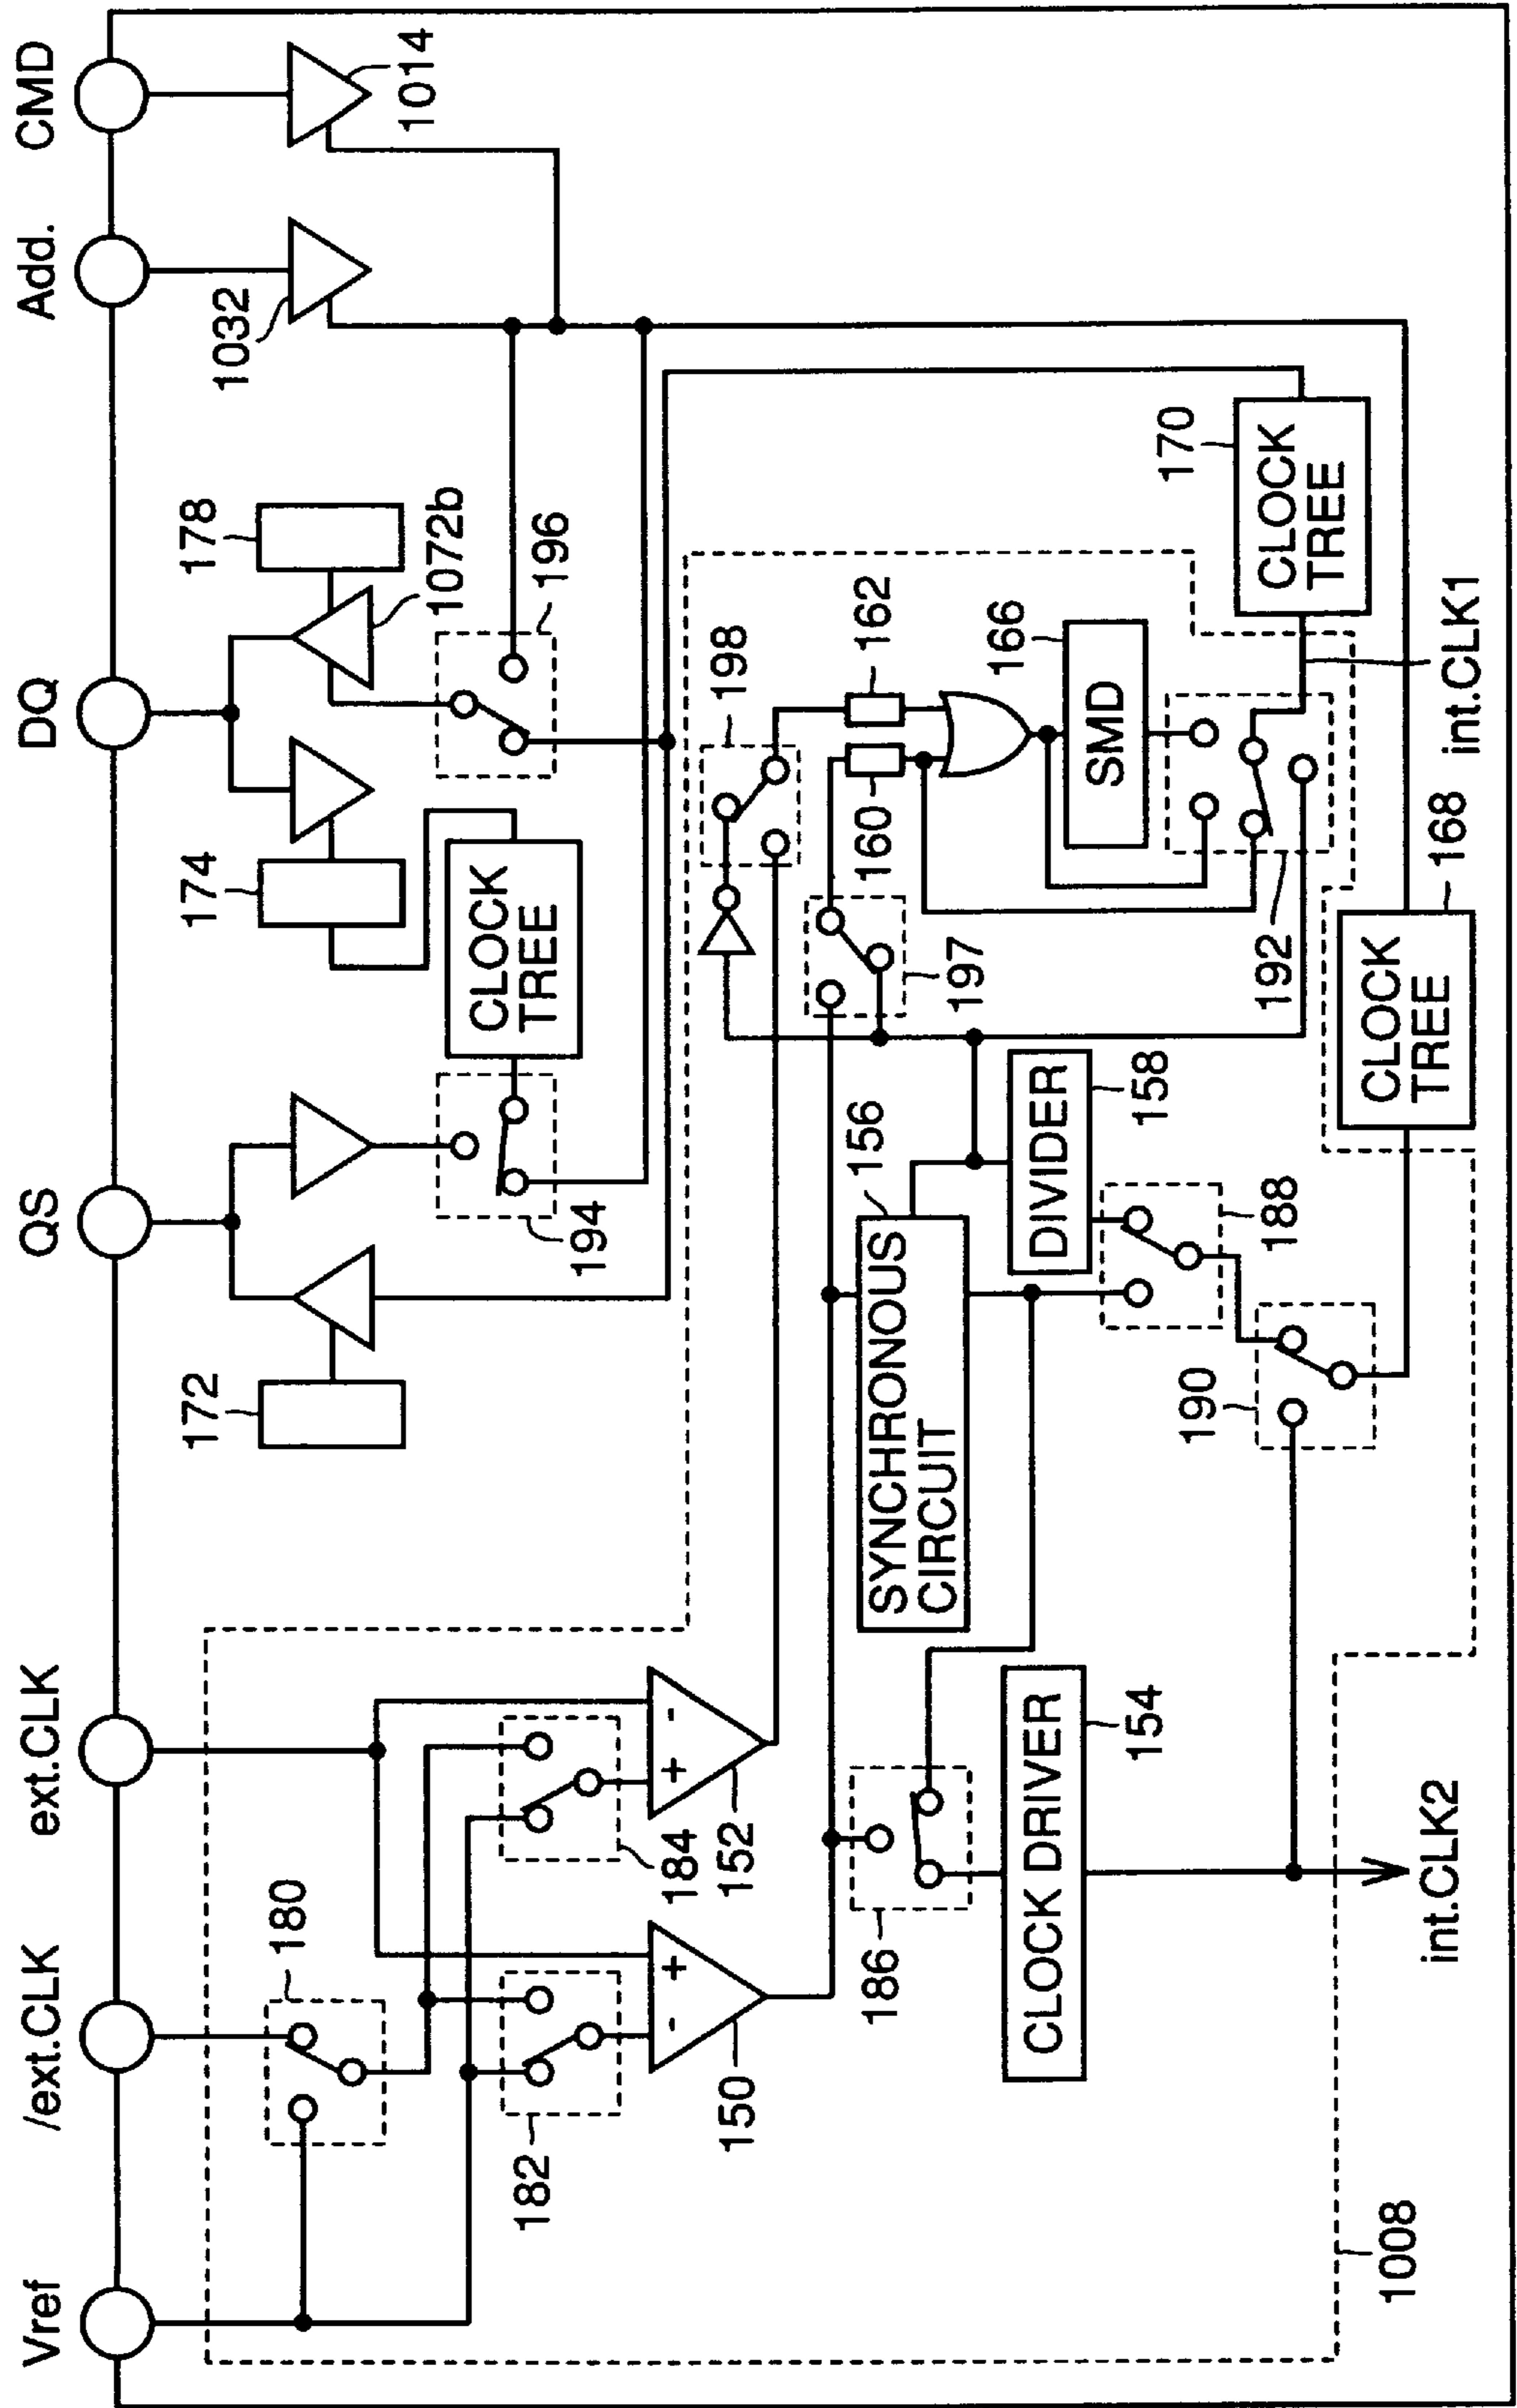 Vref
/ext.CLK
ext.CLK
QS
DQ
Add.
CMD
180
172
174
178
1032
1014
182
184
194
CLOCK
TREE
1072b
196
150
152
198
186
SYNCHRONOUS
CIRCUIT
156
197
160
162
CLOCK DRIVER
154
DIVIDER
158
SMD
166
190
188
192
170
CLOCK
TREE
1008
int.CLK2
CLOCK
TREE
168
int.CLK1
+
-
+
-